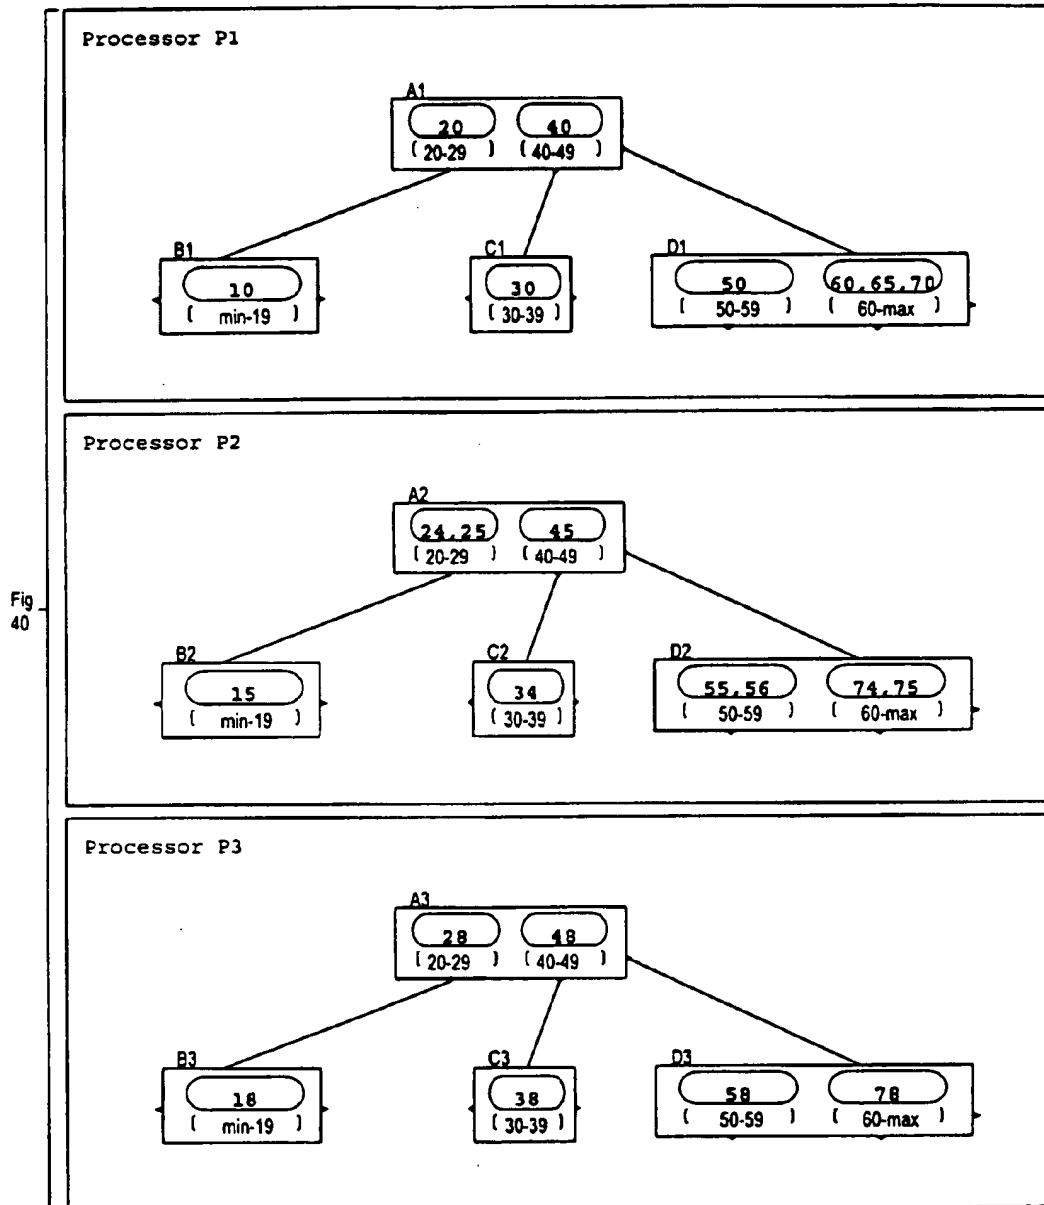 Processor P1
A1
20 40
( 20-29 ) ( 40-49 )
B1 C1 D1
10 30 50 60,65,70
( min-19 ) ( 30-39 ) ( 50-59 ) ( 60-max )
Processor P2
A2
24,25 45
( 20-29 ) ( 40-49 )
Fig
40
B2 C2 D2
15 34 55,56 74,75
( min-19 ) ( 30-39 ) ( 50-59 ) ( 60-max )
Processor P3
A3
28 48
( 20-29 ) ( 40-49 )
B3 C3 D3
18 38 58 78
( min-19 ) ( 30-39 ) ( 50-59 ) ( 60-max )